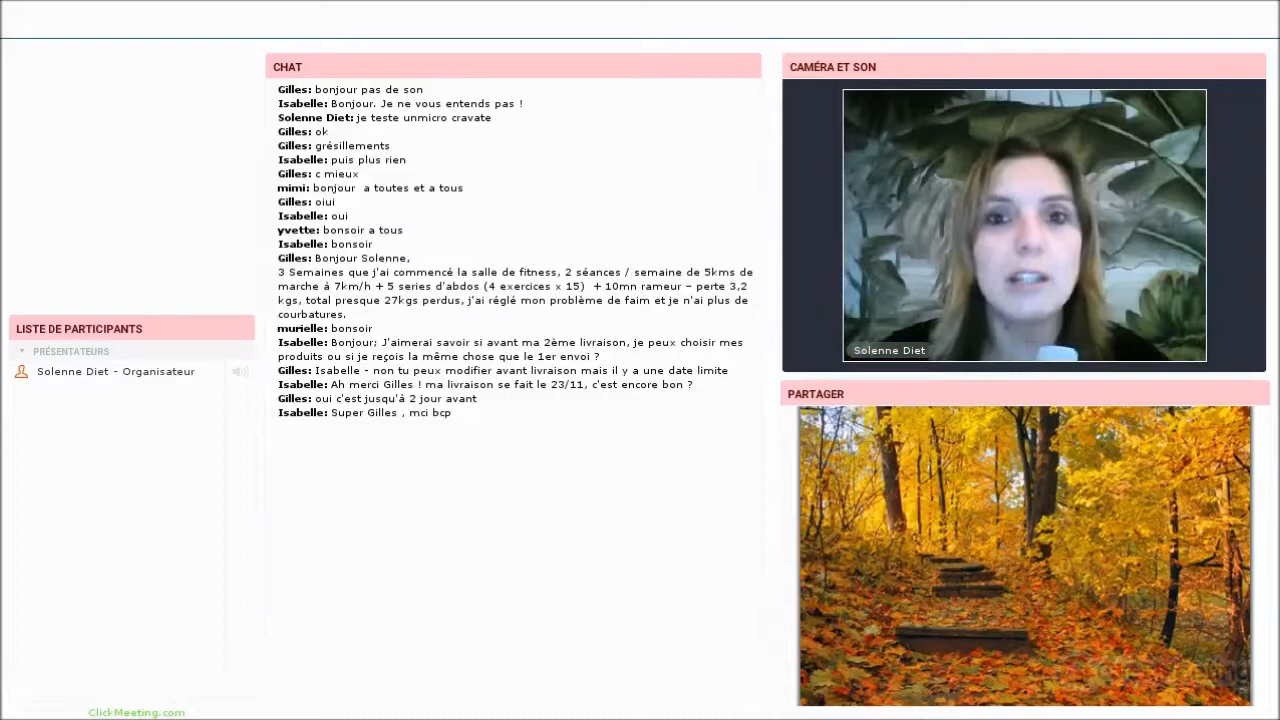 CHAT
Gilles: bonjour pas de son
Isabelle: Bonjour. Je ne vous entends pas !
Solenne Diet: je teste unmicro cravate
Gilles: ok
Gilles: grésillements
Isabelle: puis plus rien
Gilles: c mieux
mimi: bonjour  a toutes et a tous
Gilles: oiui
Isabelle: oui
yvette: bonsoir a tous
Isabelle: bonsoir
Gilles: Bonjour Solenne,
3 Semaines que j'ai commencé la salle de fitness, 2 séances / semaine de 5kms de
marche à 7km/h + 5 series d'abdos (4 exercices x 15)  + 10mn rameur – perte 3,2
kgs, total presque 27kgs perdus, j'ai réglé mon problème de faim et je n'ai plus de
courbatures.
murielle: bonsoir
Isabelle: Bonjour; J'aimerai savoir si avant ma 2ème livraison, je peux choisir mes
produits ou si je reçois la même chose que le 1er envoi ?
Gilles: Isabelle - non tu peux modifier avant livraison mais il y a une date limite
Isabelle: Ah merci Gilles ! ma livraison se fait le 23/11, c'est encore bon ?
Gilles: oui c'est jusqu'à 2 jour avant
Isabelle: Super Gilles , mci bcp
CAMÉRA ET SON
Solenne Diet
LISTE DE PARTICIPANTS
PRÉSENTATEURS
Solenne Diet - Organisateur
PARTAGER
ClickMeeting.com